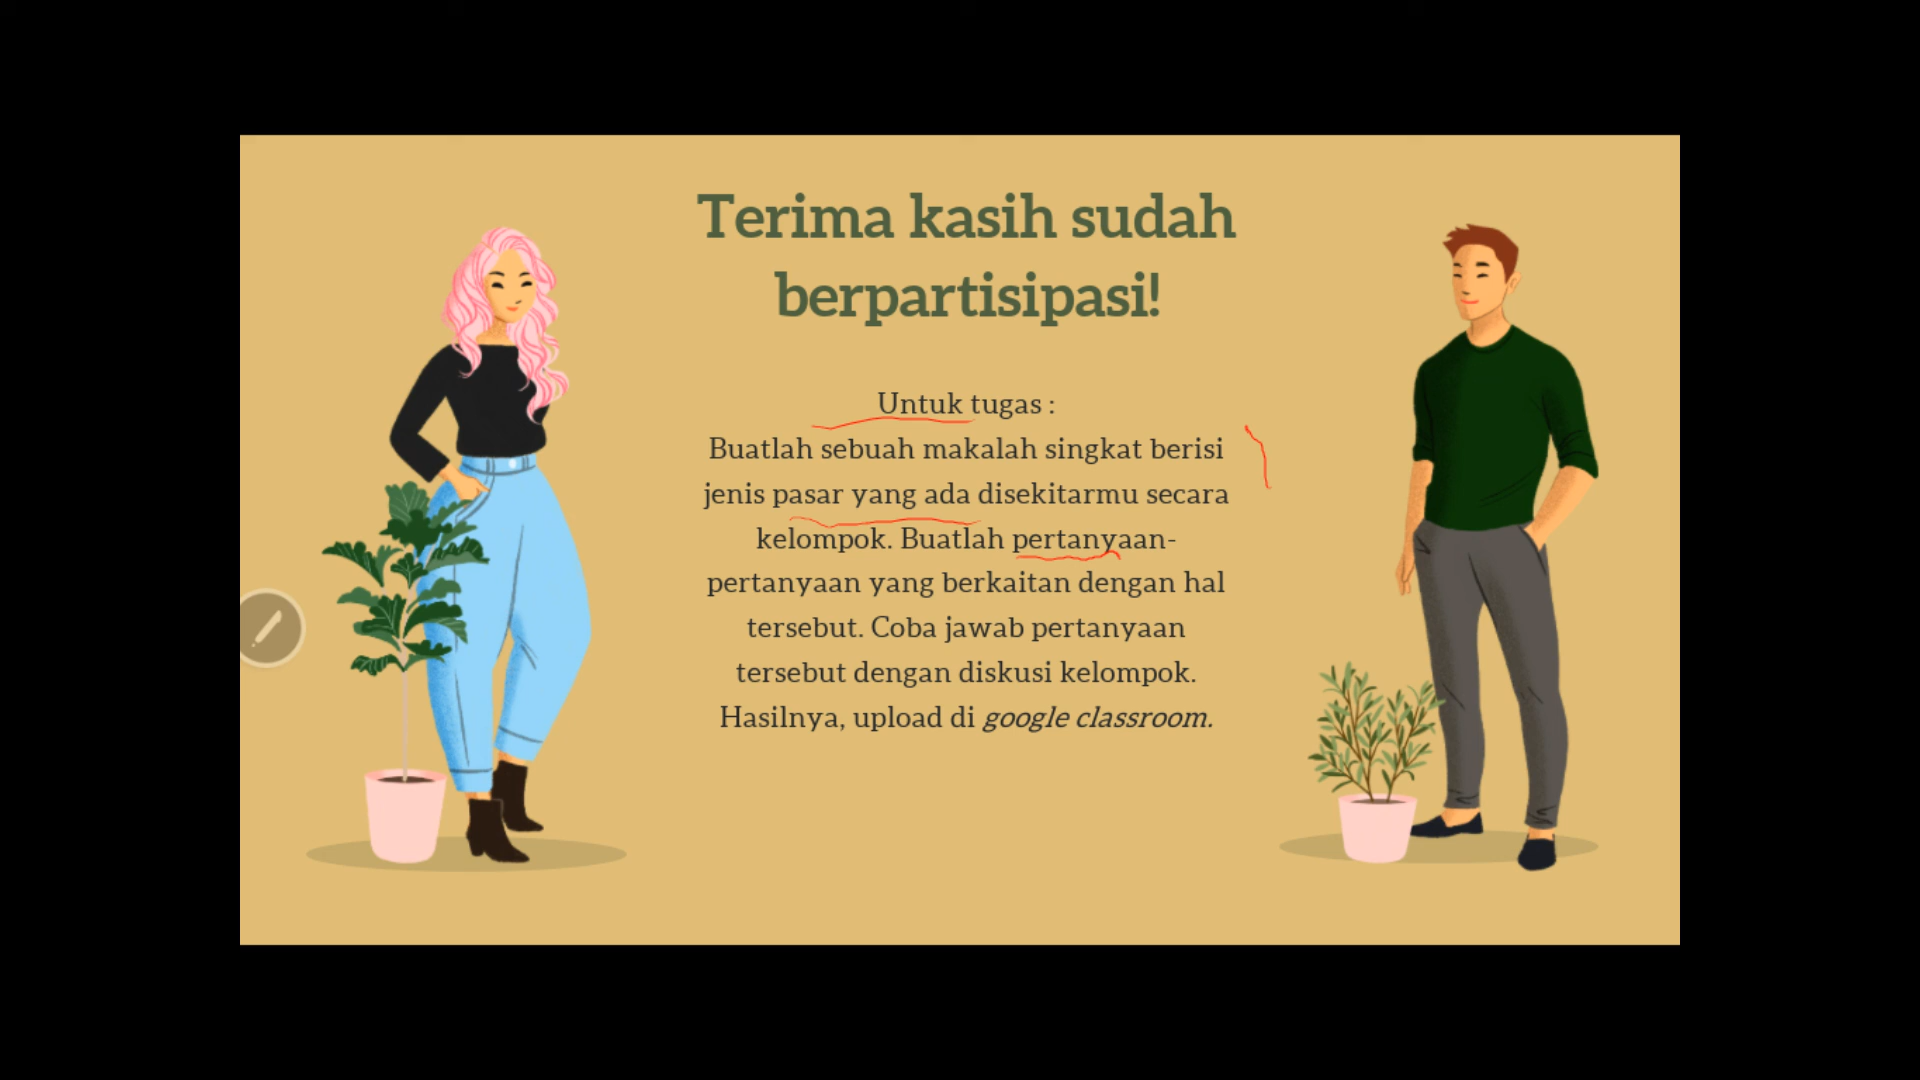 Terima kasih sudah
berpartisipasi!
Untuk tugas :
Buatlah sebuah makalah singkat berisi
jenis pasar yang ada disekitarmu secara
kelompok. Buatlah pertanyaan-
pertanyaan yang berkaitan dengan hal
tersebut. Coba jawab pertanyaan
tersebut dengan diskusi kelompok.
Hasilnya, upload di google classroom.